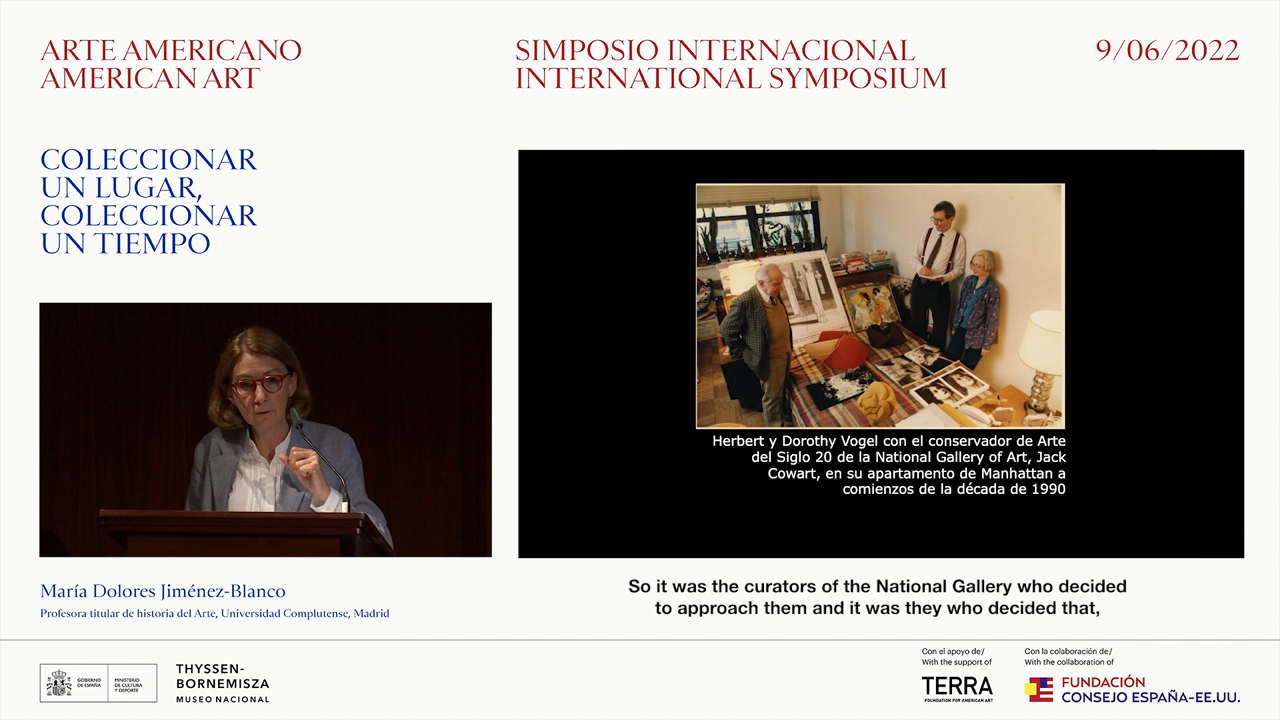 ARTE AMERICANO
AMERICAN ART
SIMPOSIO INTERNACIONAL
INTERNATIONAL SYMPOSIUM
9/06/2022
COLECCIONAR
UN LUGAR,
COLECCIONAR
UN TIEMPO
Herbert y Dorothy Vogel con el conservador de Arte
del Siglo 20 de la National Gallery of Art, Jack
Cowart, en su apartamento de Manhattan a
comienzos de la década de 1990
María Dolores Jiménez-Blanco
Profesora titular de historia del Arte, Universidad Complutense, Madrid
So it was the curators of the National Gallery who decided
to approach them and it was they who decided that,
GOBIERNO
DE ESPAÑA
MINISTERIO
DE CULTURA
Y DEPORTE
THYSSEN-
BORNEMISZA
MUSEO NACIONAL
Con el apoyo de/
With the support of
TERRA
FOUNDATION FOR AMERICAN ART
Con la colaboración de/
With the collaboration of
FUNDACIÓN
CONSEJO ESPAÑA-EE.UU.